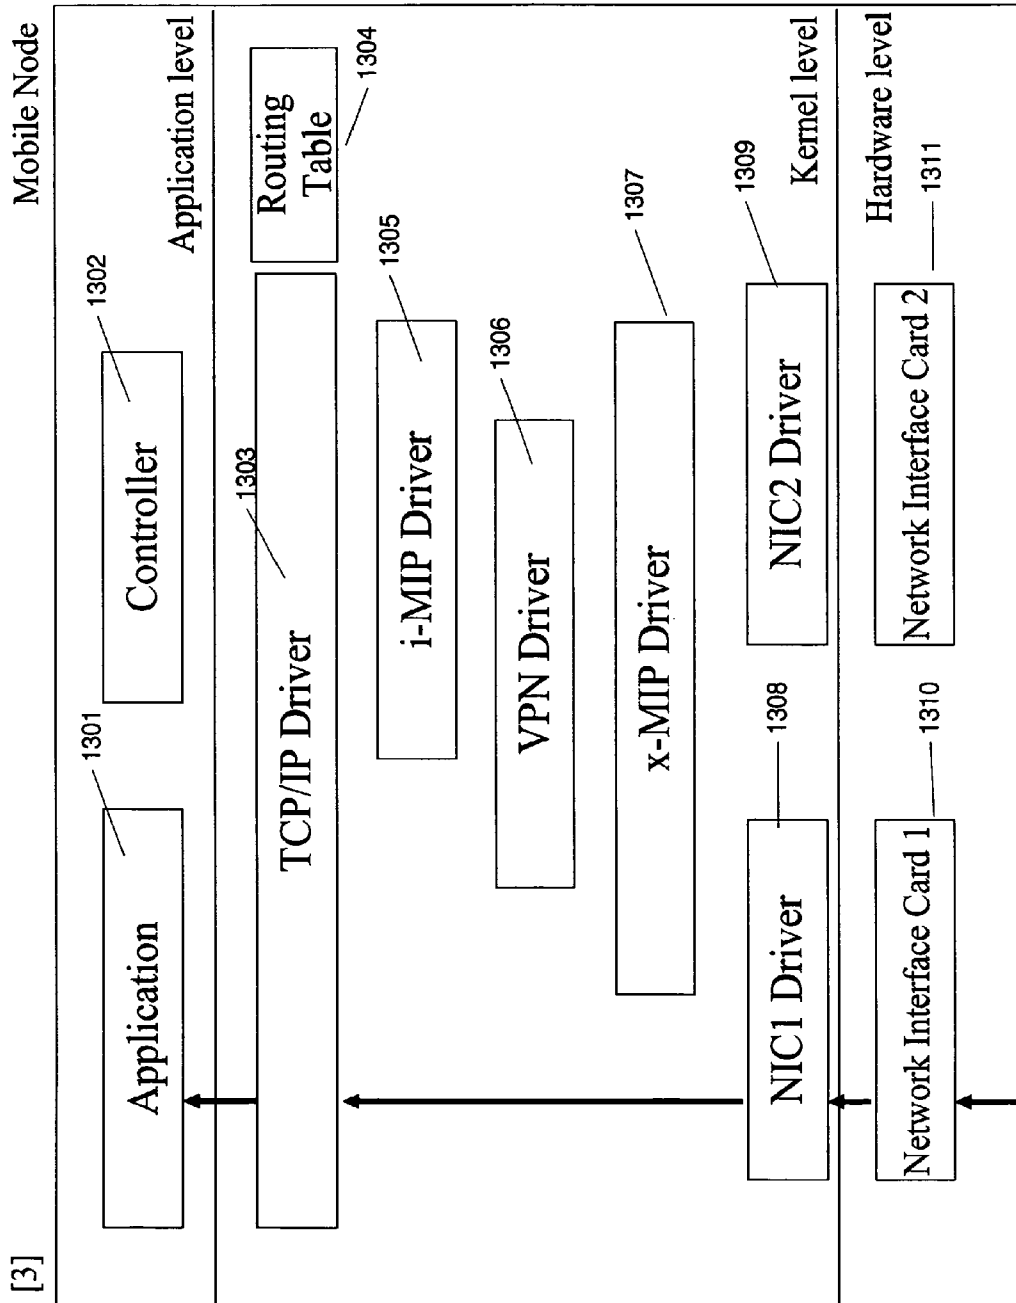 [3]
Mobile Node
Application
1301
Controller
1302
Application level
TCP/IP Driver
1303
Routing
Table
1304
i-MIP Driver
1305
VPN Driver
1306
x-MIP Driver
1307
NIC1 Driver
1308
NIC2 Driver
1309
Kernel level
Network Interface Card 1
1310
Network Interface Card 2
1311
Hardware level